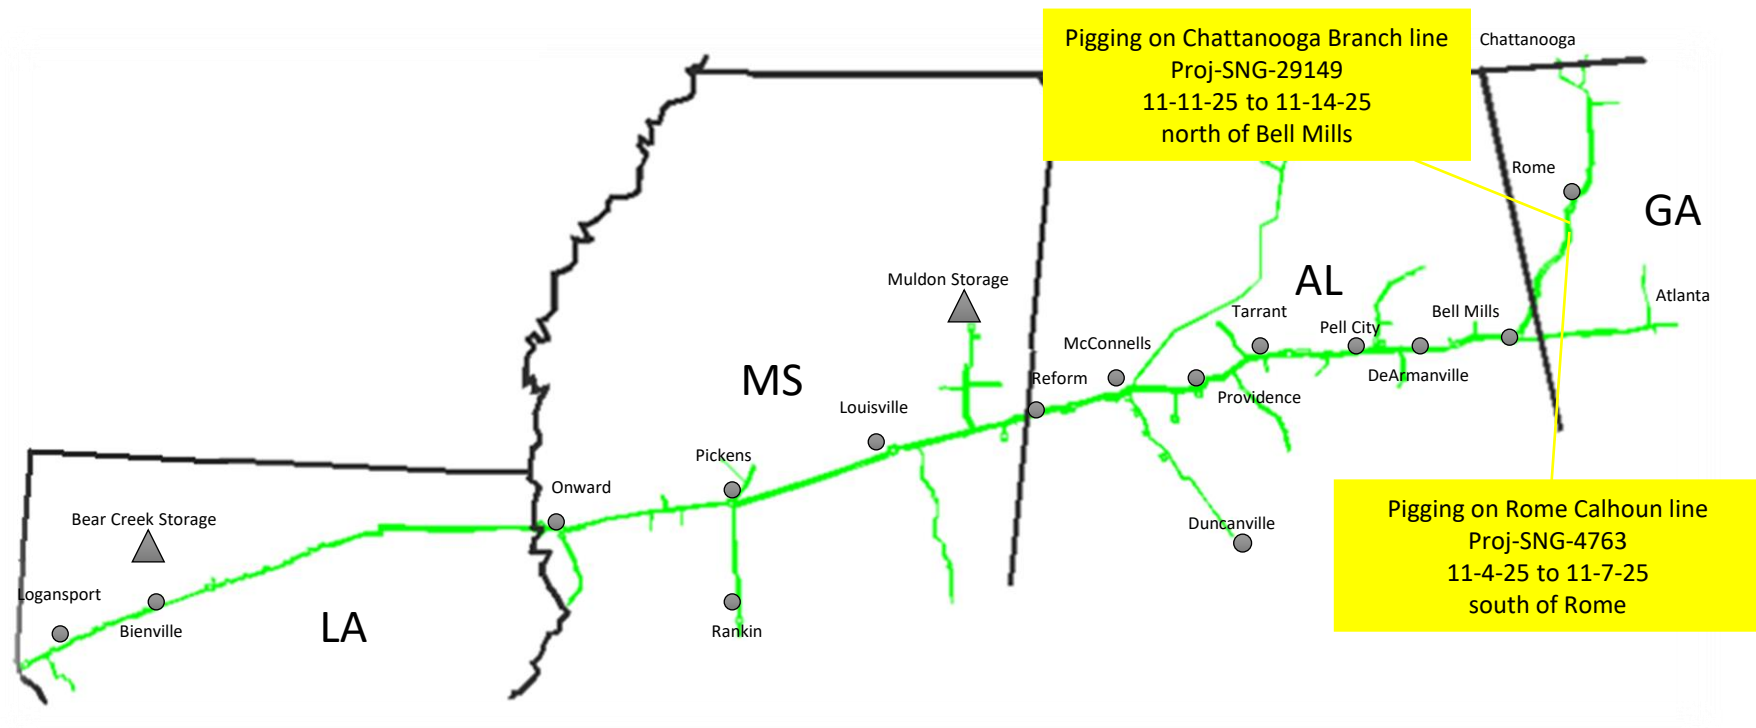 Pigging on Chattanooga Branch line
Proj-SNG-29149
11-11-25 to 11-14-25
north of Bell Mills
Chattanooga
Rome
GA
Muldon Storage
AL
Atlanta
Tarrant
Bell Mills
Pell City
McConnells
MS
Reform
DeArmanville
Providence
Louisville
Pickens
Onward
Bear Creek Storage
Duncanville
Pigging on Rome Calhoun line
Proj-SNG-4763
11-4-25 to 11-7-25
south of Rome
Logansport
Bienville
LA
Rankin